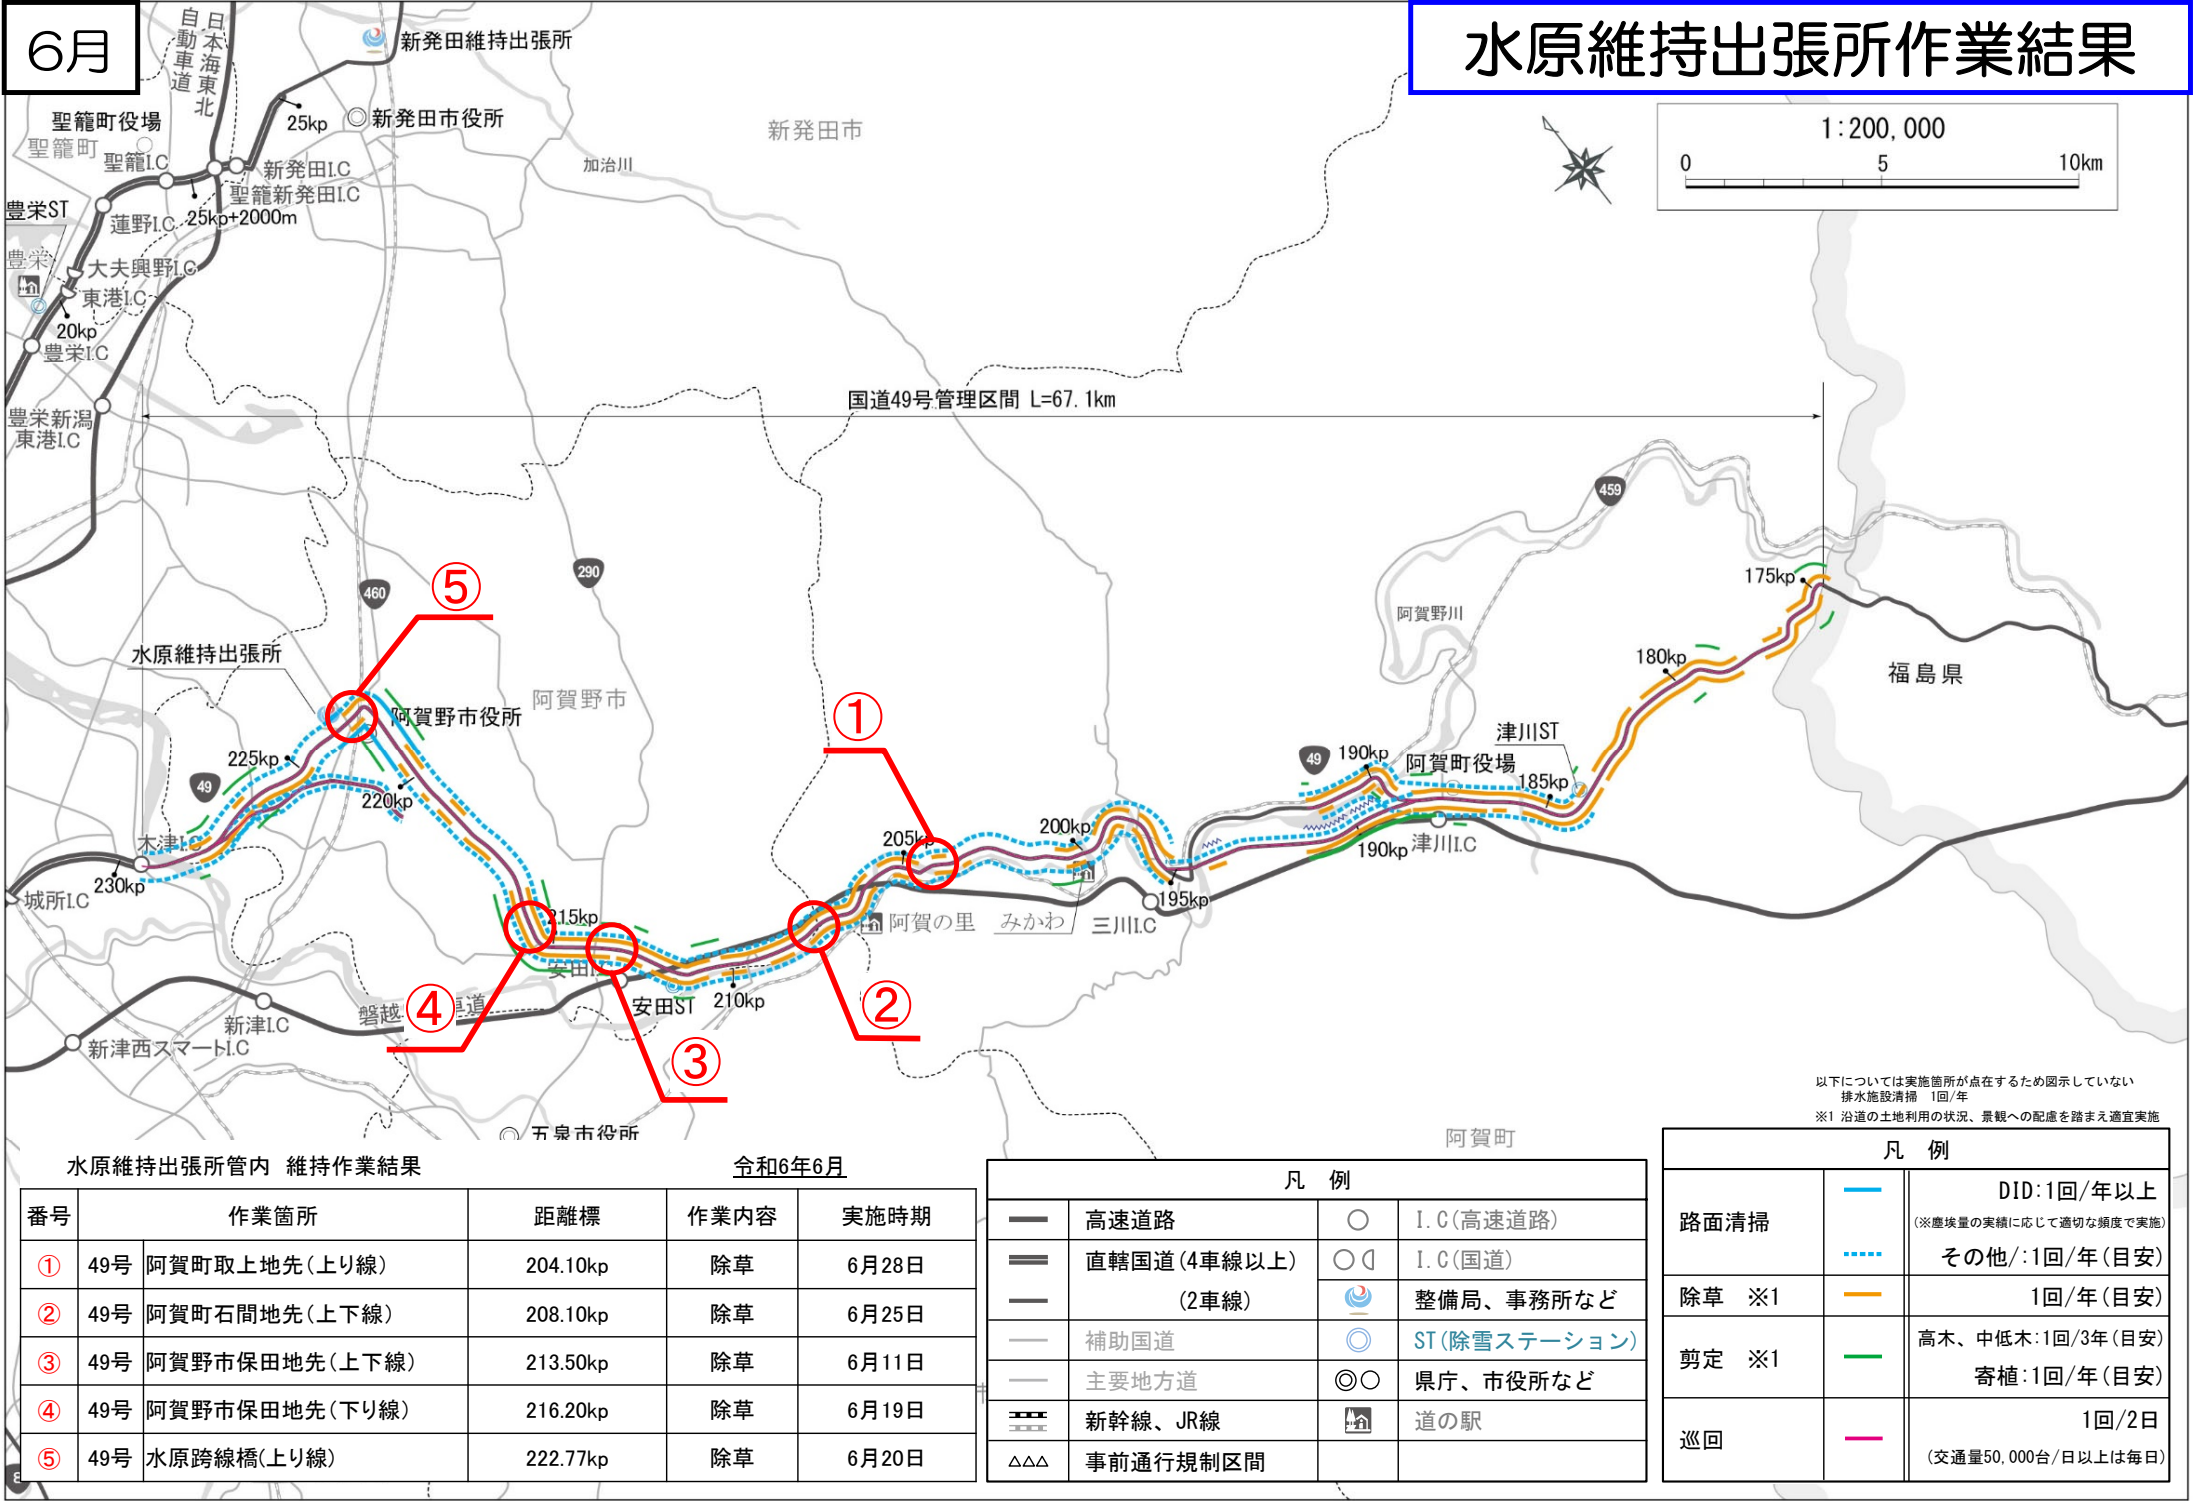 6月
水原維持出張所作業結果
日本海東北
自動車道
新発田維持出張所
25kp
新発田市役所
新発田市
加治川
聖籠町役場
聖籠町
聖籠I.C
新発田I.C
聖籠新発田I.C
25kp+2000m
豊栄ST
蓮野I.C
豊栄
大夫興野I.C
東港I.C
20kp
豊栄I.C
豊栄新潟
東港I.C
1:200,000
0 5 10km
国道49号管理区間 L=67.1km
459
290
460
⑤
175kp
阿賀野川
水原維持出張所
180kp
福島県
阿賀野市
阿賀野市役所
①
津川ST
225kp
49
49
190kp
阿賀町役場
185kp
220kp
木津I.C
205kp
200kp
190kp
津川I.C
230kp
城所I.C
195kp
215kp
阿賀の里
みかわ
三川I.C
安田I
安田ST
210kp
④
②
③
磐越
車道
新津I.C
新津西スマートI.C
五泉市役所
阿賀町
以下については実施箇所が点在するため図示していない
排水施設清掃 1回/年
※1 沿道の土地利用の状況、景観への配慮を踏まえ適宜実施
水原維持出張所管内 維持作業結果 令和6年6月
番号 作業箇所 距離標 作業内容 実施時期
① 49号 阿賀町取上地先(上り線) 204.10kp 除草 6月28日
② 49号 阿賀町石間地先(上下線) 208.10kp 除草 6月25日
③ 49号 阿賀野市保田地先(上下線) 213.50kp 除草 6月11日
④ 49号 阿賀野市保田地先(下り線) 216.20kp 除草 6月19日
⑤ 49号 水原跨線橋(上り線) 222.77kp 除草 6月20日
凡 例
高速道路 I.C(高速道路)
直轄国道(4車線以上) I.C(国道)
(2車線) 整備局、事務所など
補助国道 ST(除雪ステーション)
主要地方道 県庁、市役所など
新幹線、JR線 道の駅
事前通行規制区間
凡 例
路面清掃 DID:1回/年以上
(※塵埃量の実績に応じて適切な頻度で実施)
その他/:1回/年(目安)
除草 ※1 1回/年(目安)
剪定 ※1 高木、中低木:1回/3年(目安)
寄植:1回/年(目安)
巡回 1回/2日
(交通量50,000台/日以上は毎日)